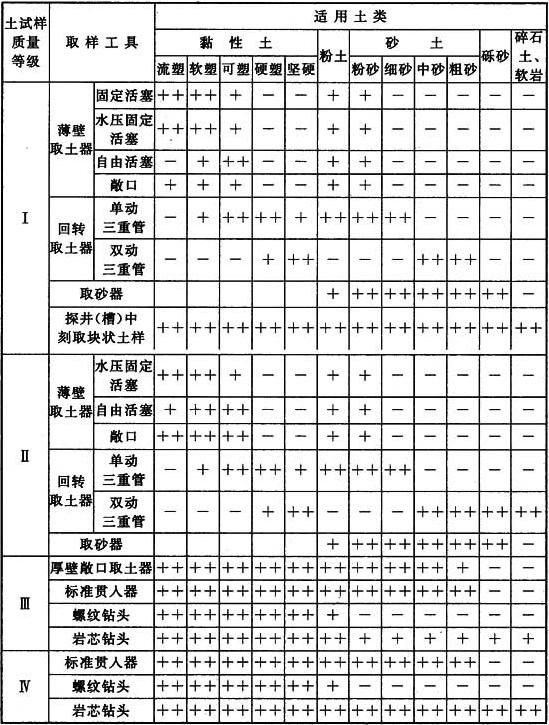 土试样质量等级 取样工具 适用土类
黏性土 粉土 砂土 砾砂 碎石土、软岩
流塑 软塑 可塑 硬塑 坚硬 粉砂 细砂 中砂 粗砂
Ⅰ 薄壁取土器 固定活塞 ++ ++ + − − + + − − − − −
水压固定活塞 ++ ++ + − − + + − − − − −
自由活塞 − + ++ − − + + − − − − −
敞口 + + + − − + + − − − − −
回转取土器 单动三重管 − + ++ ++ + ++ ++ ++ − − − −
双动三重管 − − − + ++ − − − ++ ++ − −
取砂器 + ++ ++ ++ ++ ++ −
探井(槽)中刻取块状土样 ++ ++ ++ ++ ++ ++ ++ ++ ++ ++ ++ ++
Ⅱ 薄壁取土器 水压固定活塞 ++ ++ + − − + + − − − − −
自由活塞 + ++ ++ − − + + − − − − −
敞口 ++ ++ ++ − − + + − − − − −
回转取土器 单动三重管 − + ++ ++ + ++ ++ ++ − − − −
双动三重管 − − − + ++ − − − ++ ++ ++ ++
取砂器 + ++ ++ ++ ++ ++ −
Ⅲ 厚壁敞口取土器 ++ ++ ++ ++ ++ ++ ++ ++ ++ + − −
标准贯入器 ++ ++ ++ ++ ++ ++ ++ ++ ++ ++ − −
螺纹钻头 ++ ++ ++ ++ ++ + − − − − − −
岩芯钻头 ++ ++ ++ ++ ++ ++ + + + + + +
Ⅳ 标准贯入器 ++ ++ ++ ++ ++ ++ ++ ++ ++ ++ − −
螺纹钻头 ++ ++ ++ ++ ++ + − − − − − −
岩芯钻头 ++ ++ ++ ++ ++ ++ ++ ++ ++ ++ ++ ++